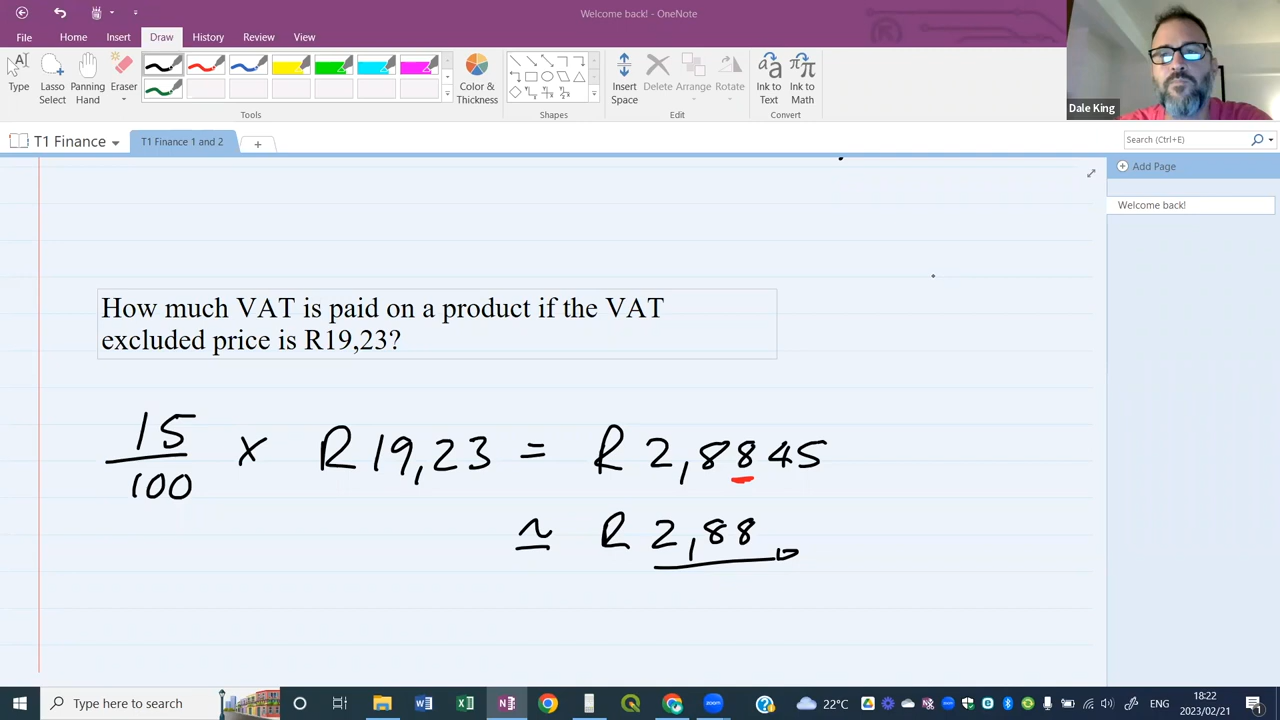 Welcome back! - OneNote
File Home Insert Draw History Review View
Type
Lasso Select
Panning Hand
Eraser
Color & Thickness
Insert Space
Delete
Arrange
Rotate
Ink to Text
Ink to Math
Tools
Shapes
Edit
Convert
Dale King
T1 Finance
T1 Finance 1 and 2
Search (Ctrl+E)
Add Page
Welcome back!
How much VAT is paid on a product if the VAT
excluded price is R19,23?
15/100 × R19,23 = R2,8845
≃ R2,88
Type here to search
22°C
ENG
18:22
2023/02/21